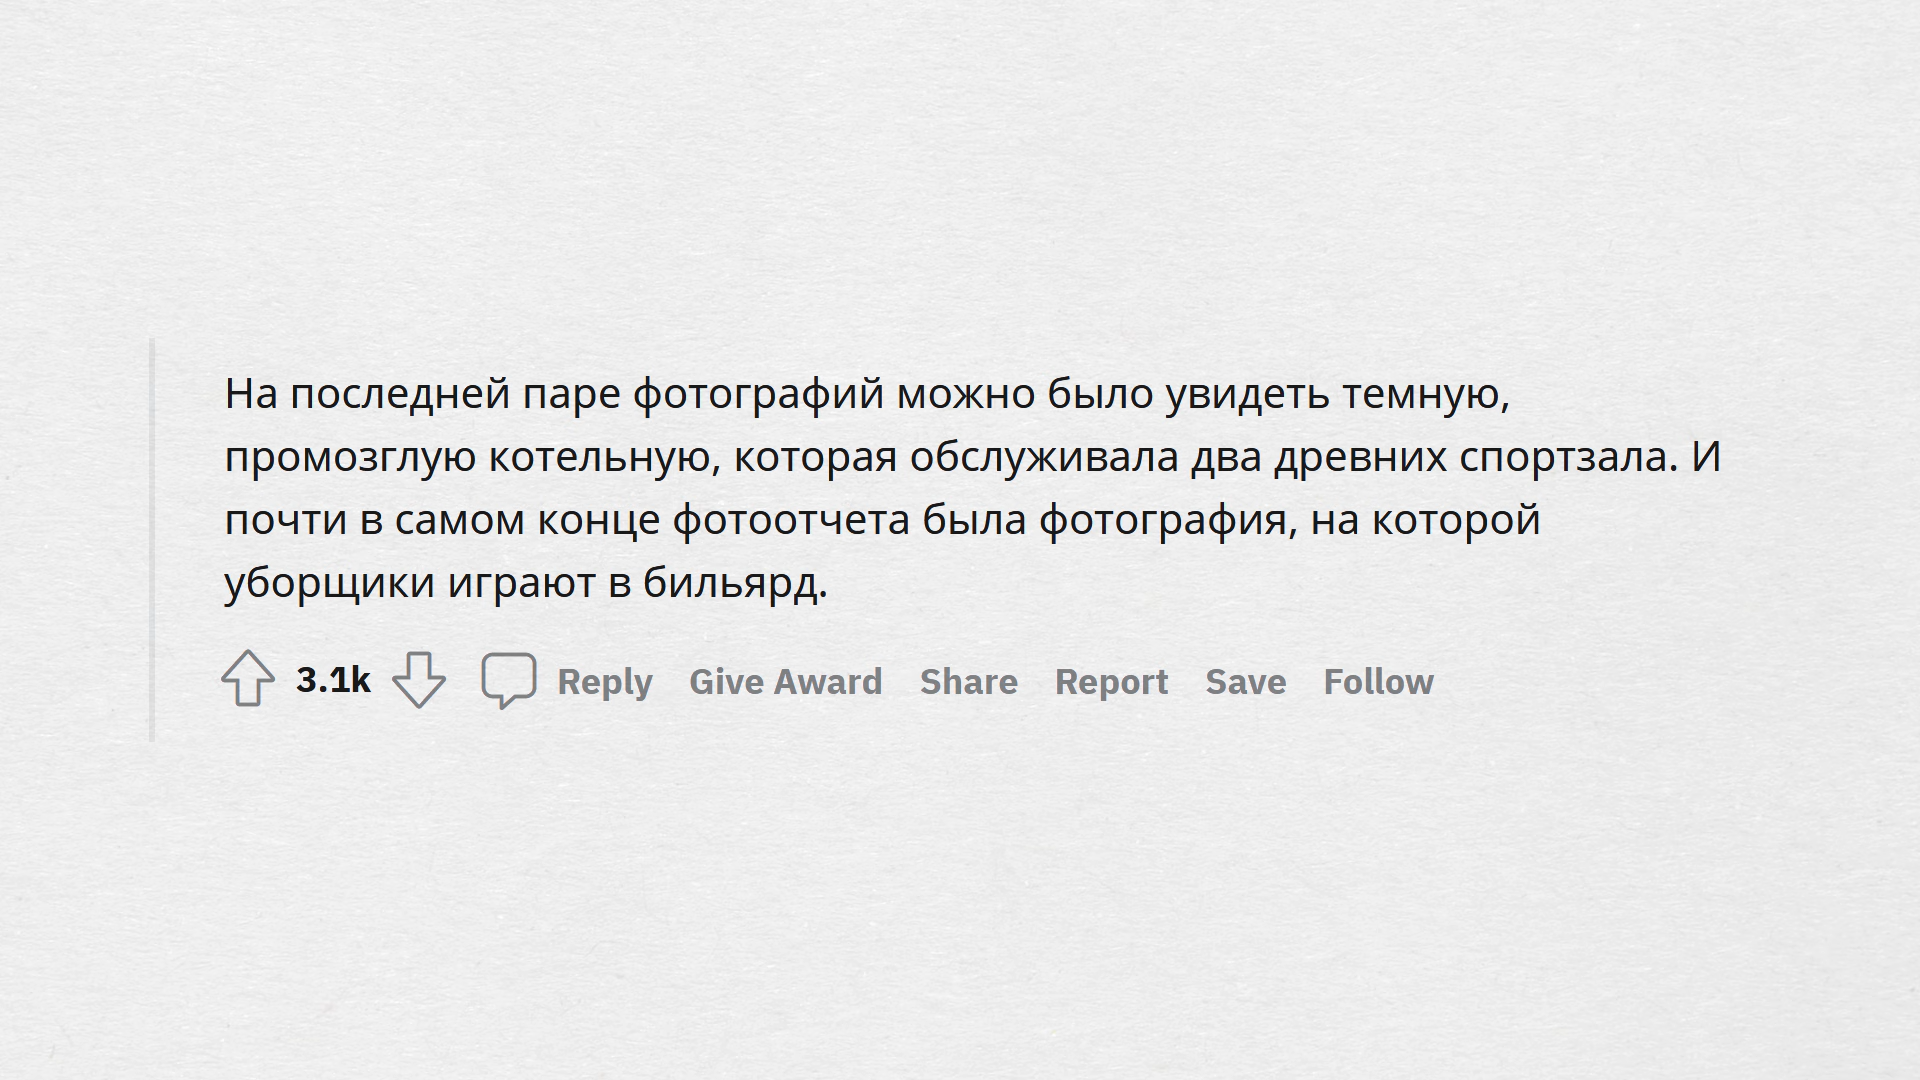 На последней паре фотографий можно было увидеть темную,
промозглую котельную, которая обслуживала два древних спортзала. И
почти в самом конце фотоотчета была фотография, на которой
уборщики играют в бильярд.
3.1k Reply Give Award Share Report Save Follow